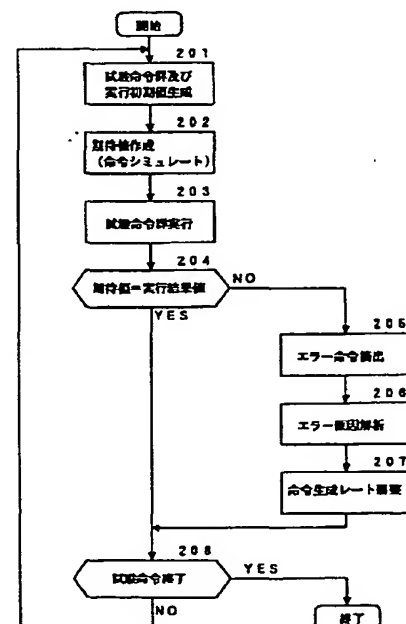 開始
201
試験命令群及び
実行初期値生成
202
期待値作成
(命令シミュレート)
203
試験命令群実行
204
期待値=実行結果値
NO
YES
205
エラー命令抽出
206
エラー要因解析
207
命令生成レート調整
208
試験命令終了
YES
NO
終了